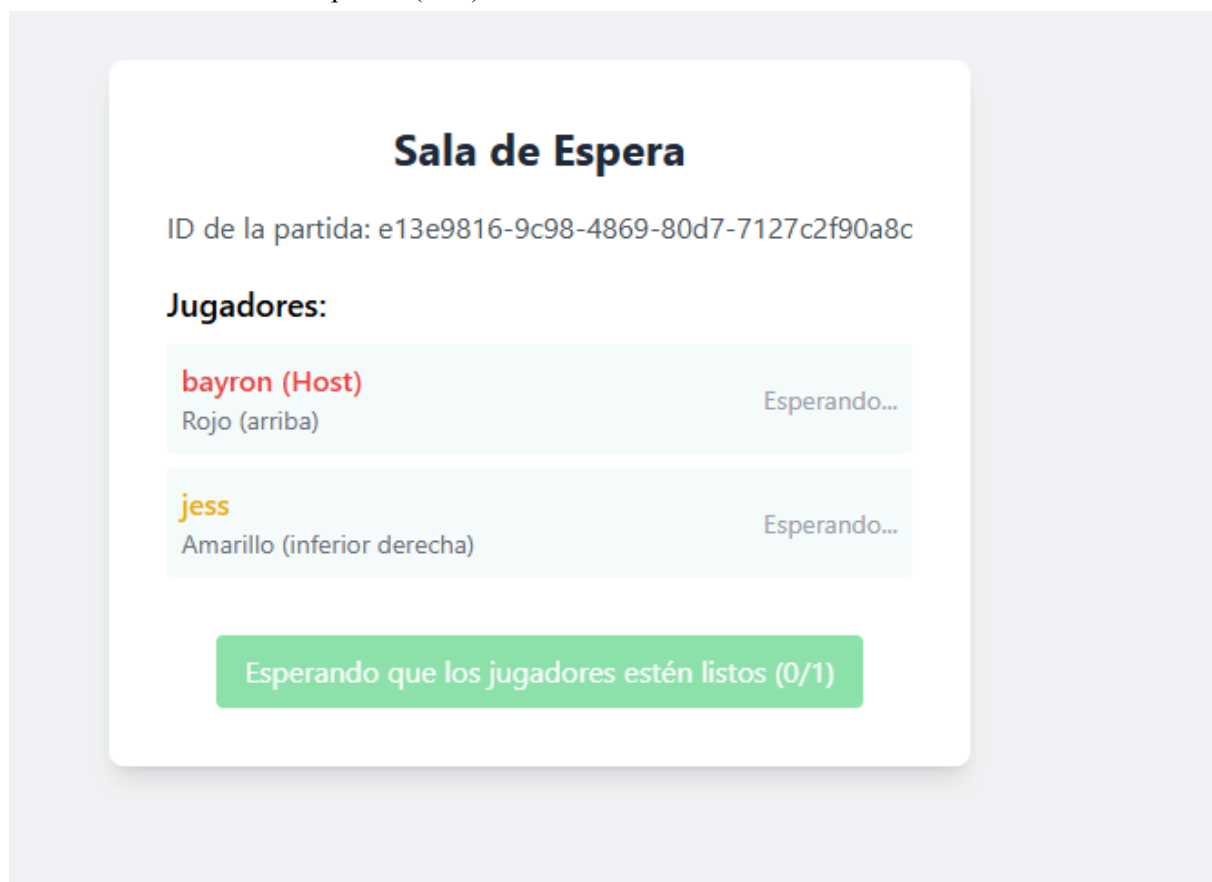 Sala de Espera
ID de la partida: e13e9816-9c98-4869-80d7-7127c2f90a8c
Jugadores:
bayron (Host)
Rojo (arriba)
Esperando...
jess
Amarillo (inferior derecha)
Esperando...
Esperando que los jugadores estén listos (0/1)